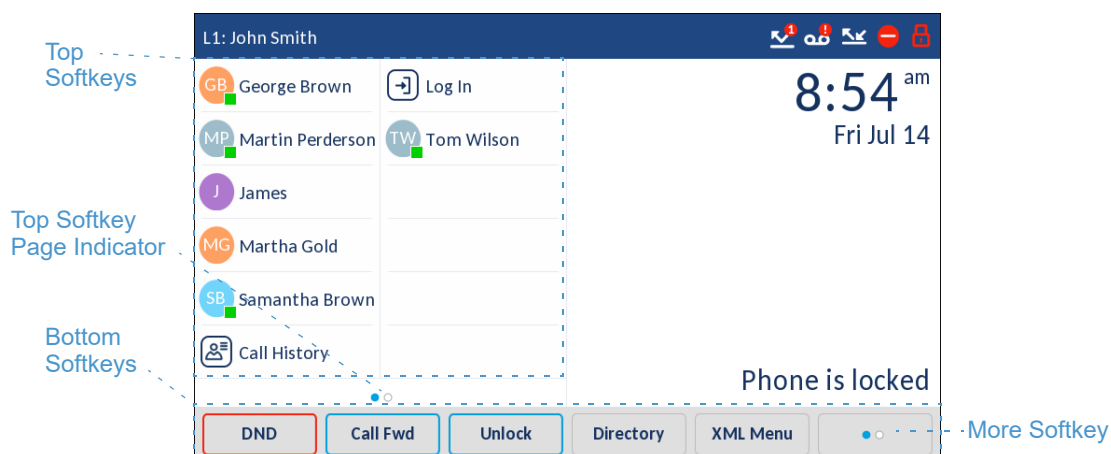 L1: John Smith
1
!
Top
Softkeys
GB George Brown
Log In
8:54 am
MP Martin Perderson
TW Tom Wilson
Fri Jul 14
J James
Top Softkey
Page Indicator
MG Martha Gold
SB Samantha Brown
Bottom
Softkeys
Call History
Phone is locked
DND
Call Fwd
Unlock
Directory
XML Menu
More Softkey